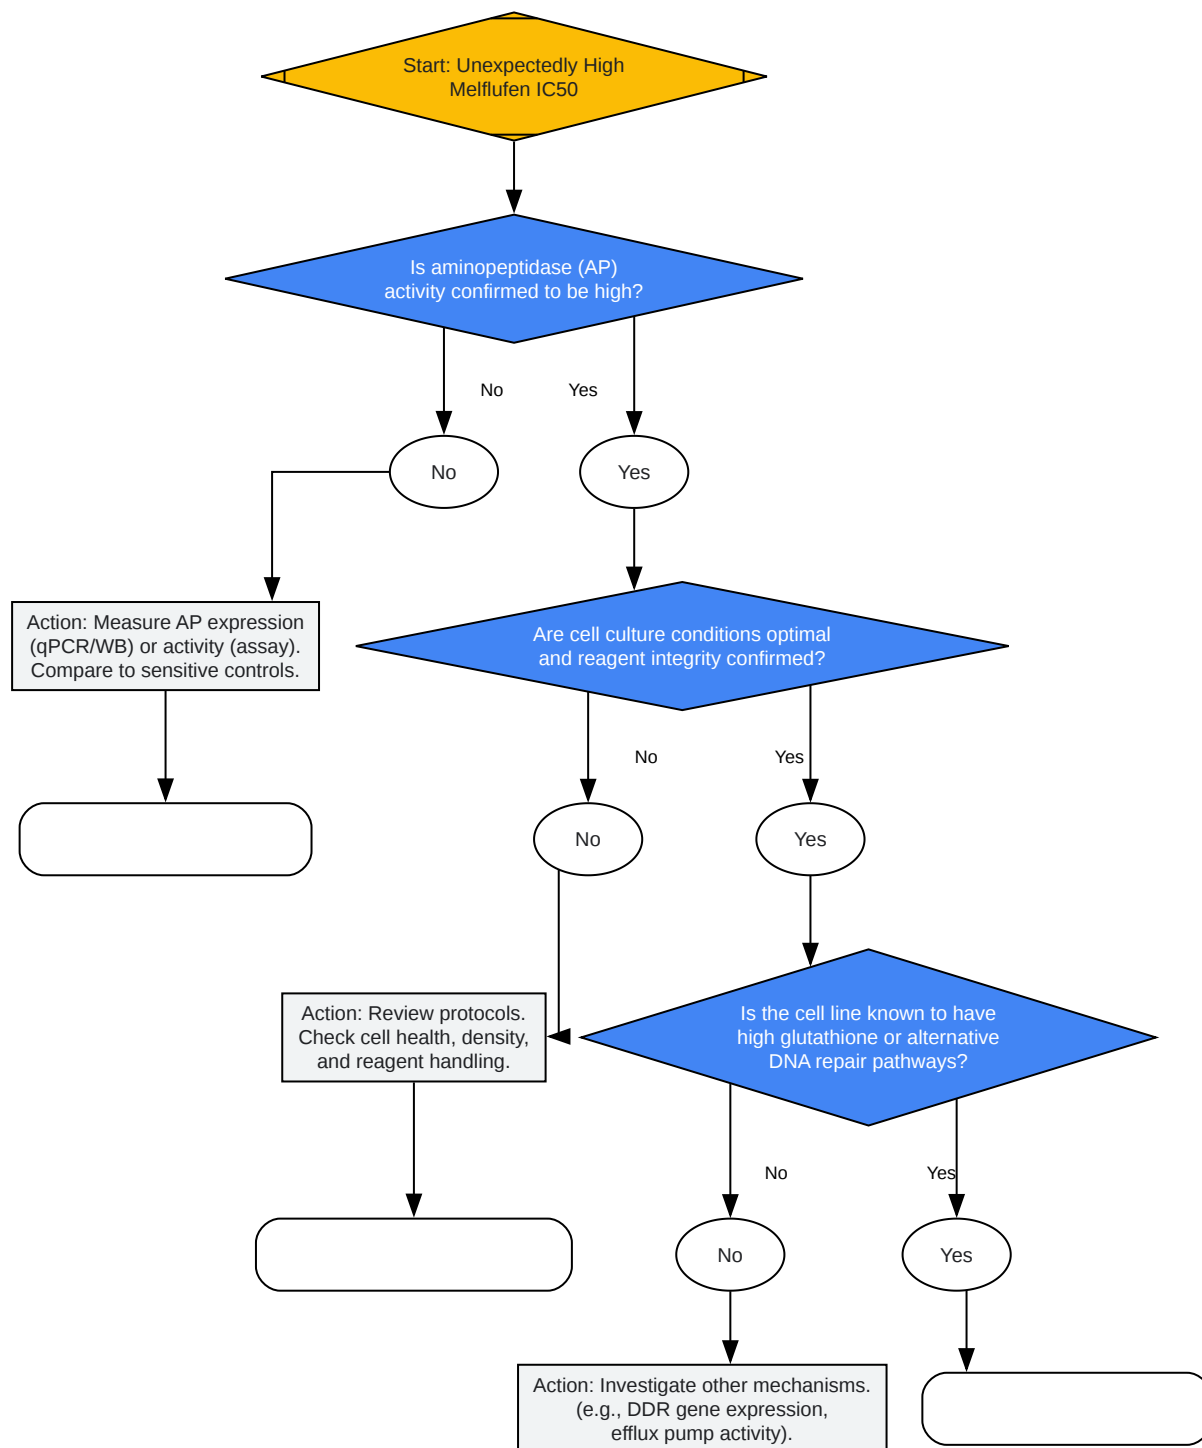 Start: Unexpectedly High
Melflufen IC50
Is aminopeptidase (AP)
activity confirmed to be high?
No
Yes
No
Yes
Action: Measure AP expression
(qPCR/WB) or activity (assay).
Compare to sensitive controls.
Are cell culture conditions optimal
and reagent integrity confirmed?
No
Yes
No
Yes
Action: Review protocols.
Check cell health, density,
and reagent handling.
Is the cell line known to have
high glutathione or alternative
DNA repair pathways?
No
Yes
No
Yes
Action: Investigate other mechanisms.
(e.g., DDR gene expression,
efflux pump activity).